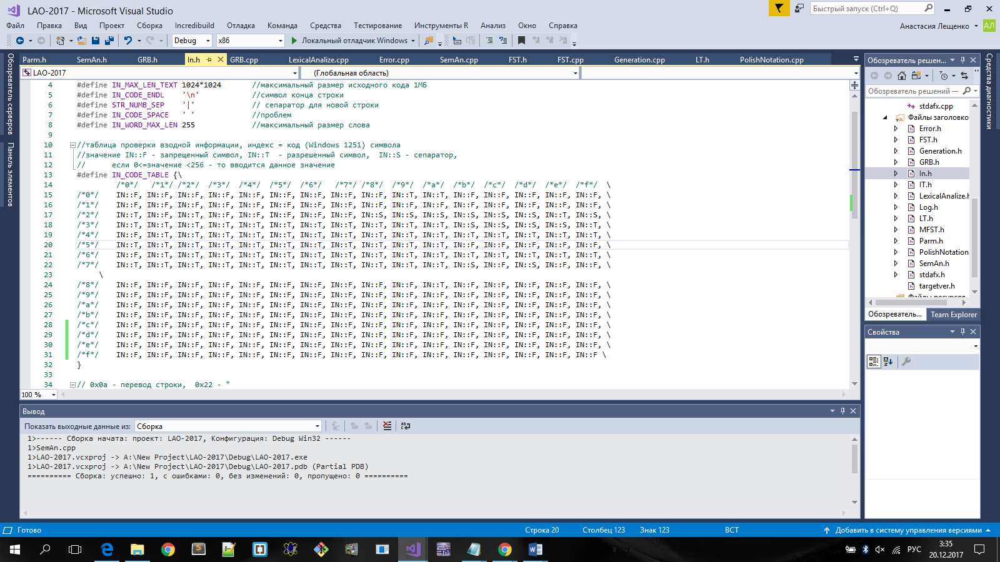 LAO-2017 - Microsoft Visual Studio
Быстрый запуск (Ctrl+Q)
Файл Правка Вид Проект Сборка Incredibuild Отладка Команда Средства Тестирование Инструменты R Анализ Окно Справка
Анастасия Лещенко АЛ
Debug x86 Локальный отладчик Windows
Обозреватель серверов
Панель элементов
Parm.h SemAn.h GRB.h In.h GRB.cpp LexicalAnalize.cpp Error.cpp SemAn.cpp FST.h FST.cpp Generation.cpp LT.h PolishNotation.cpp
LAO-2017 (Глобальная область)
4 #define IN_MAX_LEN_TEXT 1024*1024 //максимальный размер исходного кода 1МБ
5 #define IN_CODE_ENDL '\n' //символ конца строки
6 #define STR_NUMB_SEP '|' // сепаратор для новой строки
7 #define IN_CODE_SPACE ' ' //проблем
8 #define IN_WORD_MAX_LEN 255 //максимальный размер слова
9
10 //таблица проверки взодной информации, индекс = код (Windows 1251) символа
11 //значение IN::F - запрещенный символ, IN::T - разрешенный символ, IN::S - сепаратор,
12 // если 0<=значение <256 - то вводится данное значение
13 #define IN_CODE_TABLE {\
14 /*0*/ /*1*/ /*2*/ /*3*/ /*4*/ /*5*/ /*6*/ /*7*/ /*8*/ /*9*/ /*a*/ /*b*/ /*c*/ /*d*/ /*e*/ /*f*/ \
15 /*0*/ IN::F, IN::F, IN::F, IN::F, IN::F, IN::F, IN::F, IN::F, IN::F, IN::T, IN::T, IN::F, IN::F, IN::F, IN::F, IN::F, \
16 /*1*/ IN::F, IN::F, IN::F, IN::F, IN::F, IN::F, IN::F, IN::F, IN::F, IN::F, IN::F, IN::F, IN::F, IN::F, IN::F, IN::F, \
17 /*2*/ IN::T, IN::F, IN::T, IN::F, IN::F, IN::F, IN::F, IN::F, IN::S, IN::S, IN::S, IN::S, IN::S, IN::S, IN::T, IN::S, \
18 /*3*/ IN::T, IN::T, IN::T, IN::T, IN::T, IN::T, IN::T, IN::T, IN::T, IN::T, IN::T, IN::S, IN::S, IN::S, IN::S, IN::T, \
19 /*4*/ IN::F, IN::T, IN::T, IN::T, IN::T, IN::T, IN::T, IN::T, IN::T, IN::T, IN::T, IN::T, IN::T, IN::T, IN::T, IN::T, \
20 /*5*/ IN::T, IN::T, IN::T, IN::T, IN::T, IN::T, IN::T, IN::T, IN::T, IN::T, IN::T, IN::F, IN::F, IN::F, IN::F, IN::F, \
21 /*6*/ IN::F, IN::T, IN::T, IN::T, IN::T, IN::T, IN::T, IN::T, IN::T, IN::T, IN::T, IN::T, IN::T, IN::T, IN::T, IN::T, \
22 /*7*/ IN::T, IN::T, IN::T, IN::T, IN::T, IN::T, IN::T, IN::T, IN::T, IN::T, IN::T, IN::S, IN::F, IN::S, IN::F, IN::F, \
23 \
24 /*8*/ IN::F, IN::F, IN::F, IN::F, IN::F, IN::F, IN::F, IN::F, IN::F, IN::F, IN::T, IN::F, IN::F, IN::F, IN::F, IN::F, \
25 /*9*/ IN::F, IN::F, IN::F, IN::F, IN::F, IN::F, IN::F, IN::F, IN::F, IN::F, IN::F, IN::F, IN::F, IN::F, IN::F, IN::F, \
26 /*a*/ IN::F, IN::F, IN::F, IN::F, IN::F, IN::F, IN::F, IN::F, IN::F, IN::F, IN::F, IN::F, IN::F, IN::F, IN::F, IN::F, \
27 /*b*/ IN::F, IN::F, IN::F, IN::F, IN::F, IN::F, IN::F, IN::F, IN::F, IN::F, IN::F, IN::F, IN::F, IN::F, IN::F, IN::F, \
28 /*c*/ IN::F, IN::F, IN::F, IN::F, IN::F, IN::F, IN::F, IN::F, IN::F, IN::F, IN::F, IN::F, IN::F, IN::F, IN::F, IN::F, \
29 /*d*/ IN::F, IN::F, IN::F, IN::F, IN::F, IN::F, IN::F, IN::F, IN::F, IN::F, IN::F, IN::F, IN::F, IN::F, IN::F, IN::F, \
30 /*e*/ IN::F, IN::F, IN::F, IN::F, IN::F, IN::F, IN::F, IN::F, IN::F, IN::F, IN::F, IN::F, IN::F, IN::F, IN::F, IN::F, \
31 /*f*/ IN::F, IN::F, IN::F, IN::F, IN::F, IN::F, IN::F, IN::F, IN::F, IN::F, IN::F, IN::F, IN::F, IN::F, IN::F, IN::F \
32 }
33
34 // 0x0a - перевод строки, 0x22 - "
100 %
Обозреватель решен...
Обозреватель решений —
stdafx.cpp
Файлы заголовко
Error.h
FST.h
Generation.h
GRB.h
In.h
IT.h
LexicalAnalize.h
Log.h
LT.h
MFST.h
Parm.h
PolishNotation
SemAn.h
stdafx.h
targetver.h
Файлы ресурсов
Обозреватель... Team Explorer
Свойства
Средства диагностики
Вывод
Показать выходные данные из: Сборка
1>------ Сборка начата: проект: LAO-2017, Конфигурация: Debug Win32 ------
1>SemAn.cpp
1>LAO-2017.vcxproj -> A:\New Project\LAO-2017\Debug\LAO-2017.exe
1>LAO-2017.vcxproj -> A:\New Project\LAO-2017\Debug\LAO-2017.pdb (Partial PDB)
========== Сборка: успешно: 1, с ошибками: 0, без изменений: 0, пропущено: 0 ==========
Готово Строка 20 Столбец 123 Знак 123 ВСТ Добавить в систему управления версиями
РУС 3:35
20.12.2017